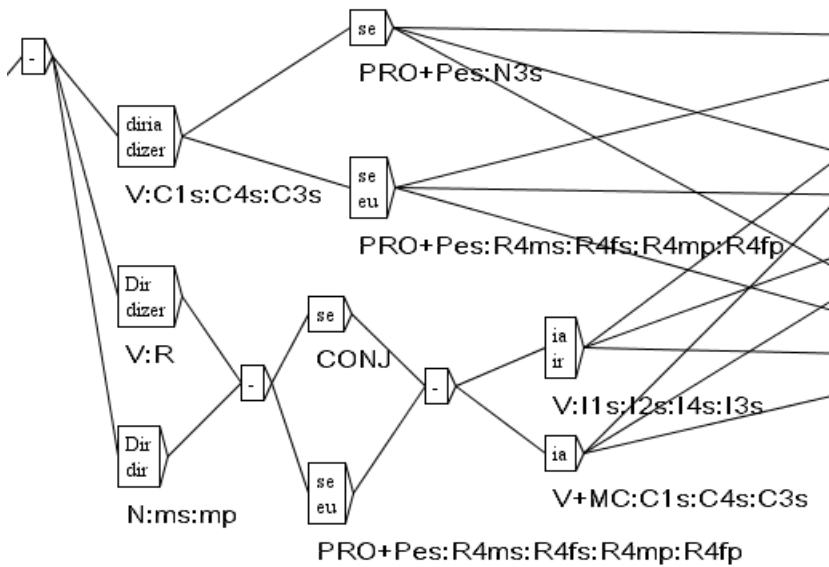 -
se
PRO+Pes:N3s
diria
dizer
V:C1s:C4s:C3s
se
eu
PRO+Pes:R4ms:R4fs:R4mp:R4fp
Dir
dizer
V:R
-
se
CONJ
-
ia
ir
V:I1s:I2s:I4s:I3s
Dir
dir
N:ms:mp
se
eu
PRO+Pes:R4ms:R4fs:R4mp:R4fp
ia
V+MC:C1s:C4s:C3s